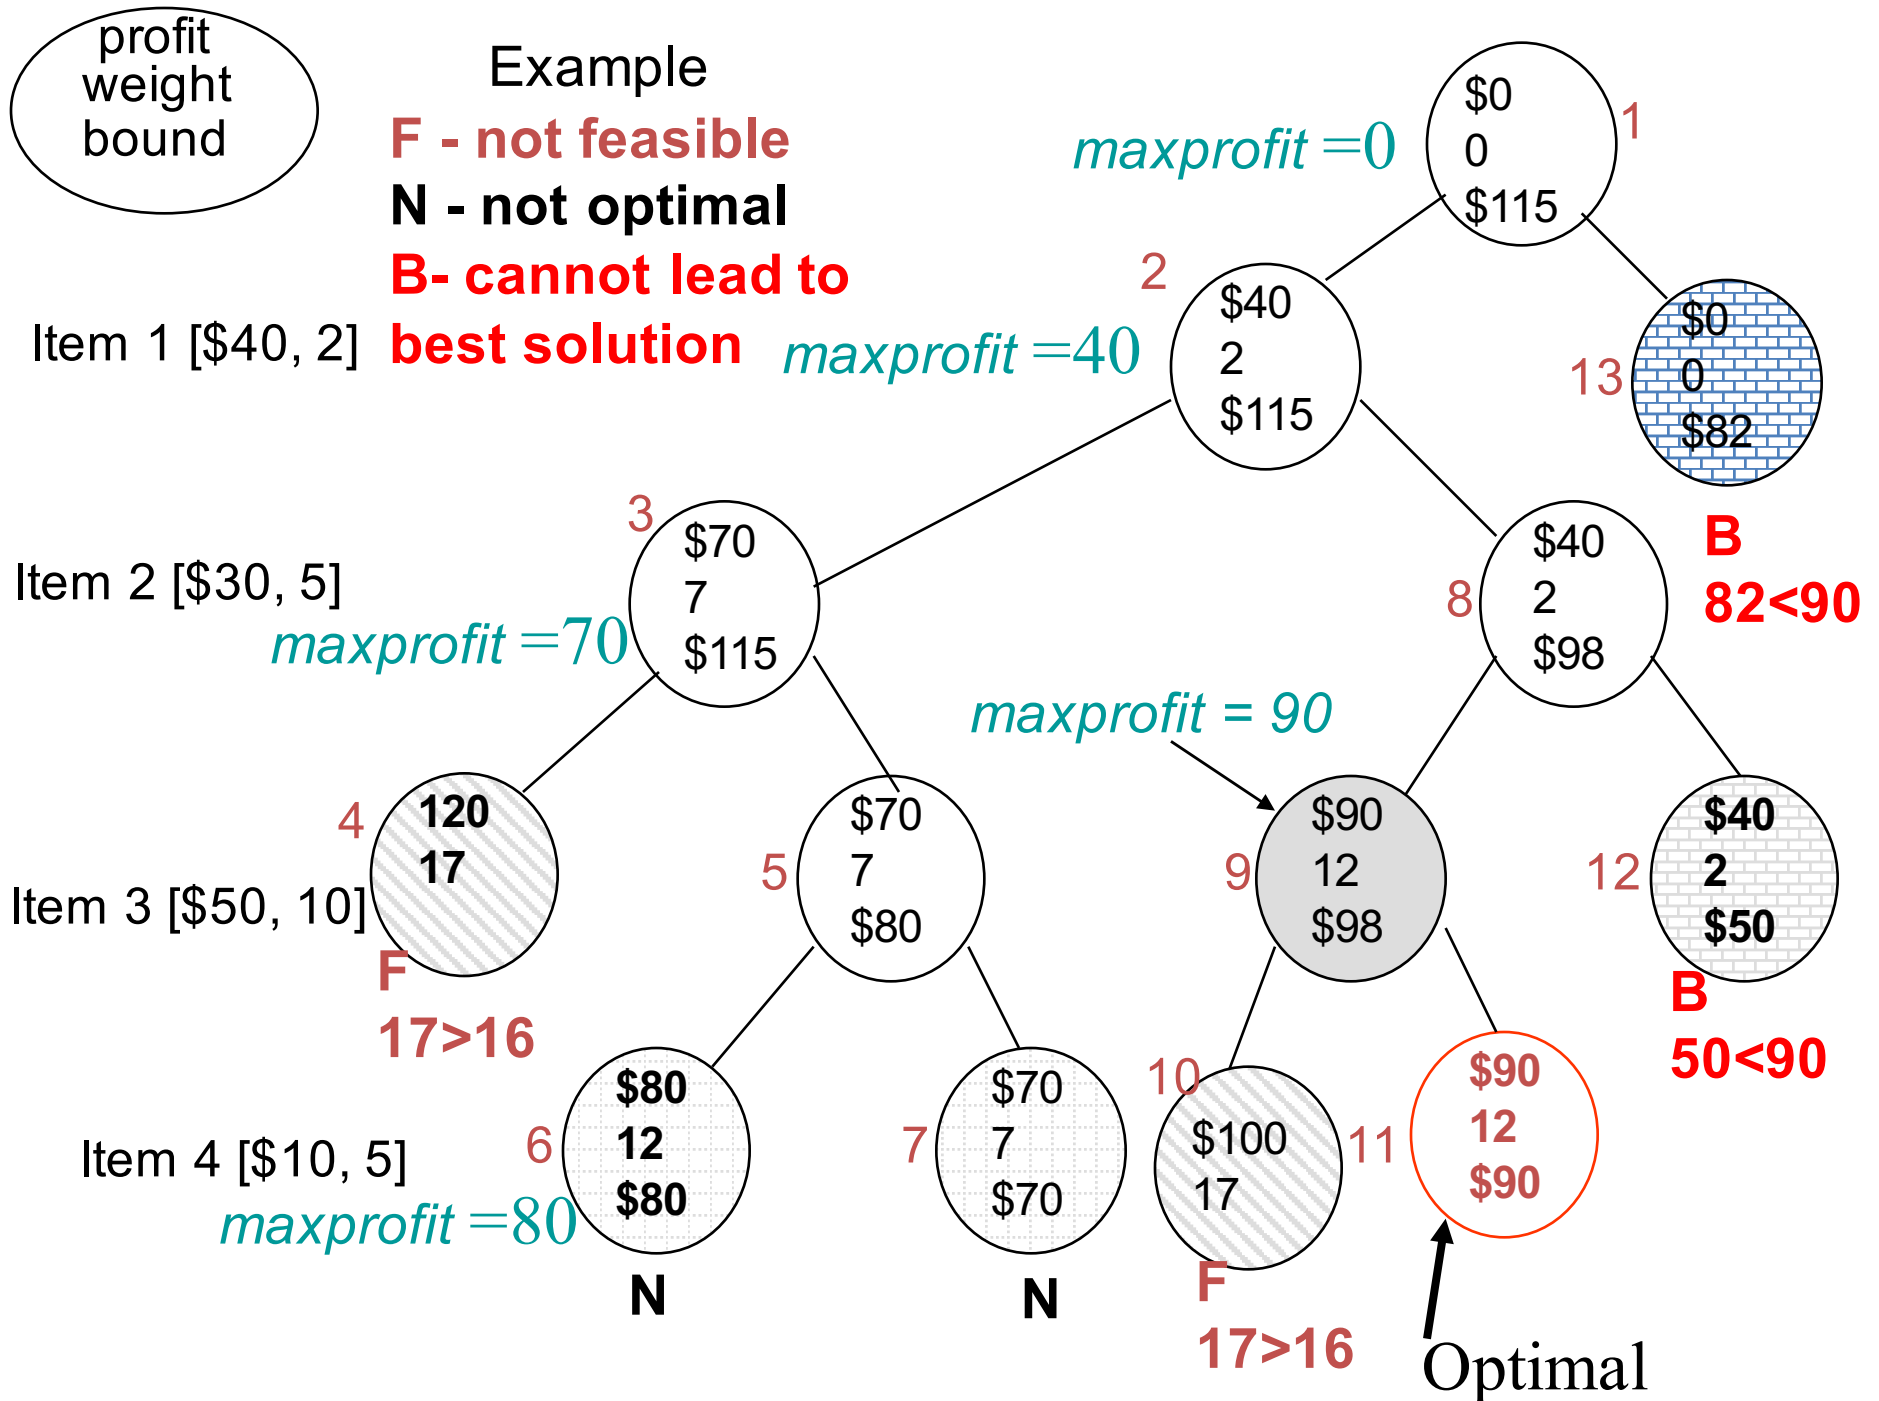 profit
weight
bound
Example
F - not feasible
N - not optimal
B- cannot lead to
best solution
maxprofit =0
$0
0
$115
1
Item 1 [$40, 2]
maxprofit =40
2
$40
2
$115
13
$0
0
$82
B
82<90
Item 2 [$30, 5]
maxprofit =70
3
$70
7
$115
8
$40
2
$98
maxprofit = 90
Item 3 [$50, 10]
4
120
17
F
17>16
5
$70
7
$80
9
$90
12
$98
12
$40
2
$50
B
50<90
Item 4 [$10, 5]
maxprofit =80
6
$80
12
$80
N
7
$70
7
$70
N
10
$100
17
F
17>16
11
$90
12
$90
Optimal